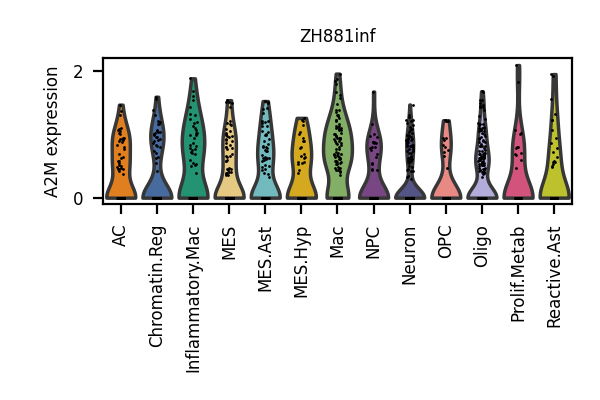 ZH881inf
A2M expression
2
0
AC
Chromatin.Reg
Inflammatory.Mac
MES
MES.Ast
MES.Hyp
Mac
NPC
Neuron
OPC
Oligo
Prolif.Metab
Reactive.Ast